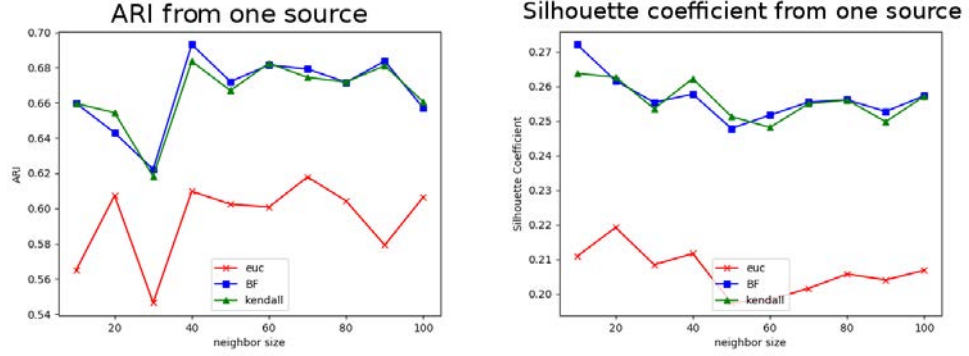 ARI from one source
0.70
0.68
0.66
0.64
0.62
0.60
0.58
0.56
0.54
ARI
euc
BF
kendall
20
40
60
80
100
neighbor size
Silhouette coefficient from one source
0.27
0.26
0.25
0.24
0.23
0.22
0.21
0.20
Silhouette Coefficient
euc
BF
kendall
20
40
60
80
100
neighbor size